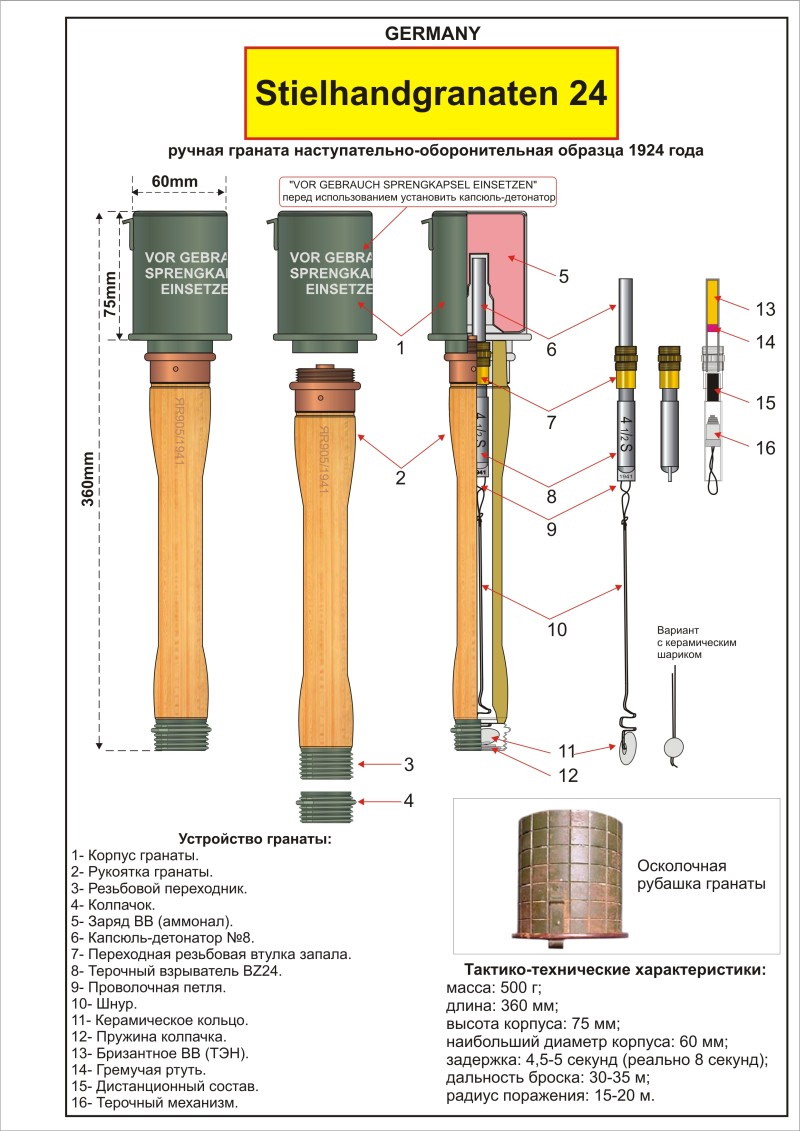 GERMANY
Stielhandgranaten 24
ручная граната наступательно-оборонительная образца 1924 года
60mm
"VOR GEBRAUCH SPRENGKAPSEL EINSETZEN"
перед использованием установить капсюль-детонатор
75mm
360mm
VOR GEBRA
SPRENGKA
EINSETZE
VOR GEBRA
SPRENGKA
EINSETZE
ЯR905/1941
ЯR905/1941
4 1/2 S
941
4 1/2 S
1941
1
2
3
4
5
6
7
8
9
10
11
12
13
14
15
16
Вариант
с керамическим
шариком
Осколочная
рубашка гранаты
Устройство гранаты:
1- Корпус гранаты.
2- Рукоятка гранаты.
3- Резьбовой переходник.
4- Колпачок.
5- Заряд ВВ (аммонал).
6- Капсюль-детонатор №8.
7- Переходная резьбовая втулка запала.
8- Терочный взрыватель BZ24.
9- Проволочная петля.
10- Шнур.
11- Керамическое кольцо.
12- Пружина колпачка.
13- Бризантное ВВ (ТЭН).
14- Гремучая ртуть.
15- Дистанционный состав.
16- Терочный механизм.
Тактико-технические характеристики:
масса: 500 г;
длина: 360 мм;
высота корпуса: 75 мм;
наибольший диаметр корпуса: 60 мм;
задержка: 4,5-5 секунд (реально 8 секунд);
дальность броска: 30-35 м;
радиус поражения: 15-20 м.